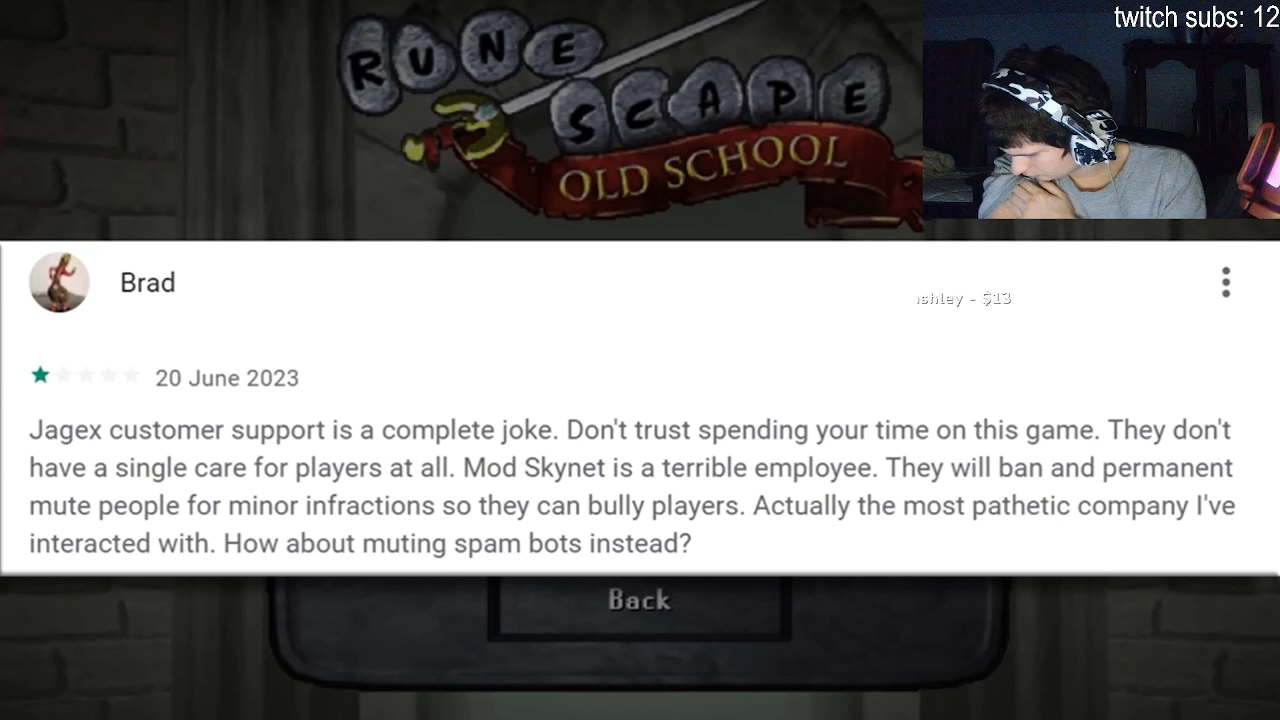 twitch subs: 12
RUNE
SCAPE
OLD SCHOOL
Brad
- $13
20 June 2023
Jagex customer support is a complete joke. Don't trust spending your time on this game. They don't
have a single care for players at all. Mod Skynet is a terrible employee. They will ban and permanent
mute people for minor infractions so they can bully players. Actually the most pathetic company I've
interacted with. How about muting spam bots instead?
Back